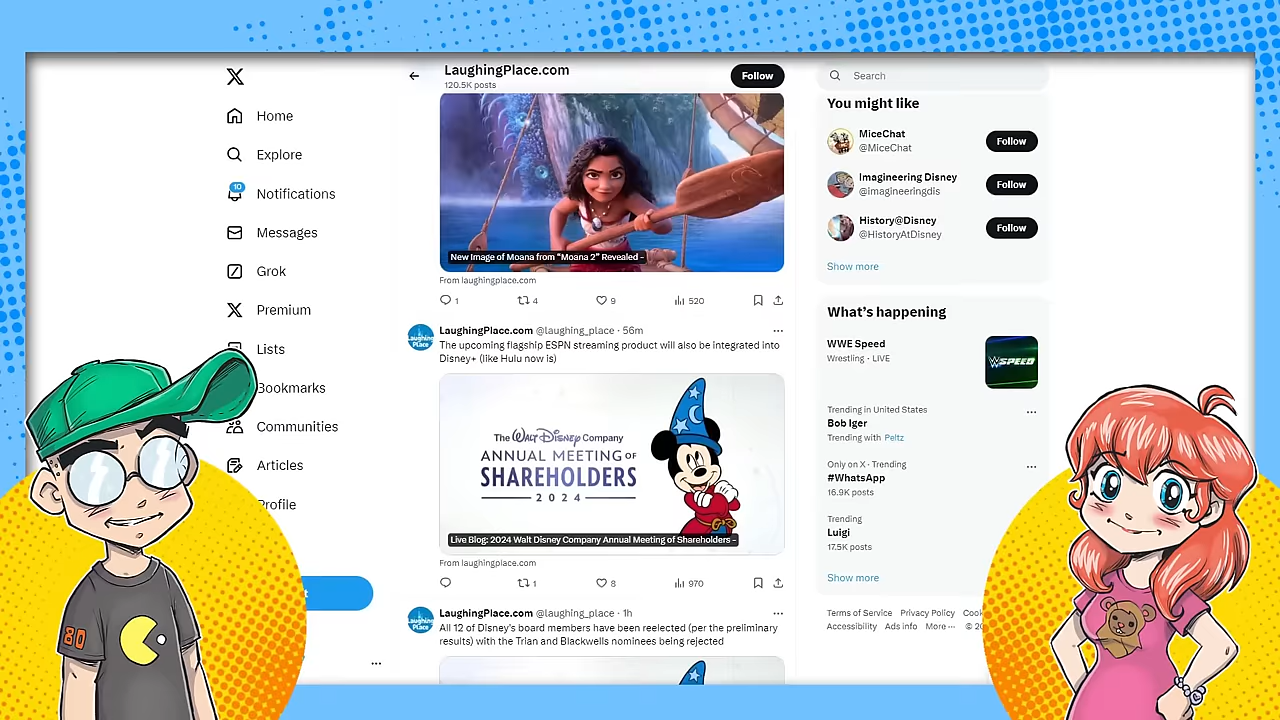 Home
Explore
10
Notifications
Messages
Grok
Premium
Lists
Bookmarks
Communities
Articles
Profile
80
LaughingPlace.com
120.5K posts
Follow
New Image of Moana from "Moana 2" Revealed -
From laughingplace.com
1 4 9 520
LaughingPlace.com @laughing_place · 56m
The upcoming flagship ESPN streaming product will also be integrated into
Disney+ (like Hulu now is)
The Walt Disney Company
ANNUAL MEETING OF
SHAREHOLDERS
2024
Live Blog: 2024 Walt Disney Company Annual Meeting of Shareholders -
From laughingplace.com
1 8 970
LaughingPlace.com @laughing_place · 1h
All 12 of Disney's board members have been reelected (per the preliminary
results) with the Trian and Blackwells nominees being rejected
Search
You might like
MiceChat
@MiceChat
Follow
Imagineering Disney
@imagineeringdis
Follow
History@Disney
@HistoryAtDisney
Follow
Show more
What's happening
WWE Speed
Wrestling · LIVE
SPEED
Trending in United States
Bob Iger
Trending with Peltz
Only on X · Trending
#WhatsApp
16.9K posts
Trending
Luigi
17.5K posts
Show more
Terms of Service Privacy Policy
Accessibility Ads info More ··· © 20